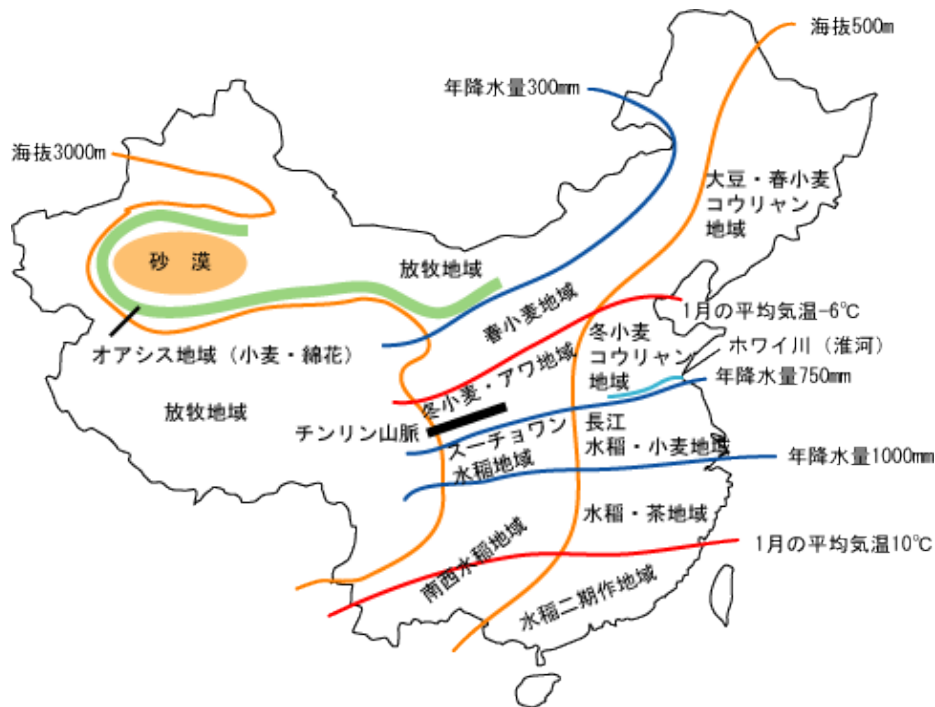 海抜500m
年降水量300mm
海抜3000m
大豆・春小麦
コウリャン
地域
砂 漠
放牧地域
春小麦地域
1月の平均気温-6℃
冬小麦
コウリャン
地域
ホワイ川（淮河）
オアシス地域（小麦・綿花）
年降水量750mm
冬小麦・アワ地域
放牧地域
チンリン山脈
スーチョワン
水稲地域
長江
水稲・小麦地域
年降水量1000mm
水稲・茶地域
1月の平均気温10℃
南西水稲地域
水稲二期作地域